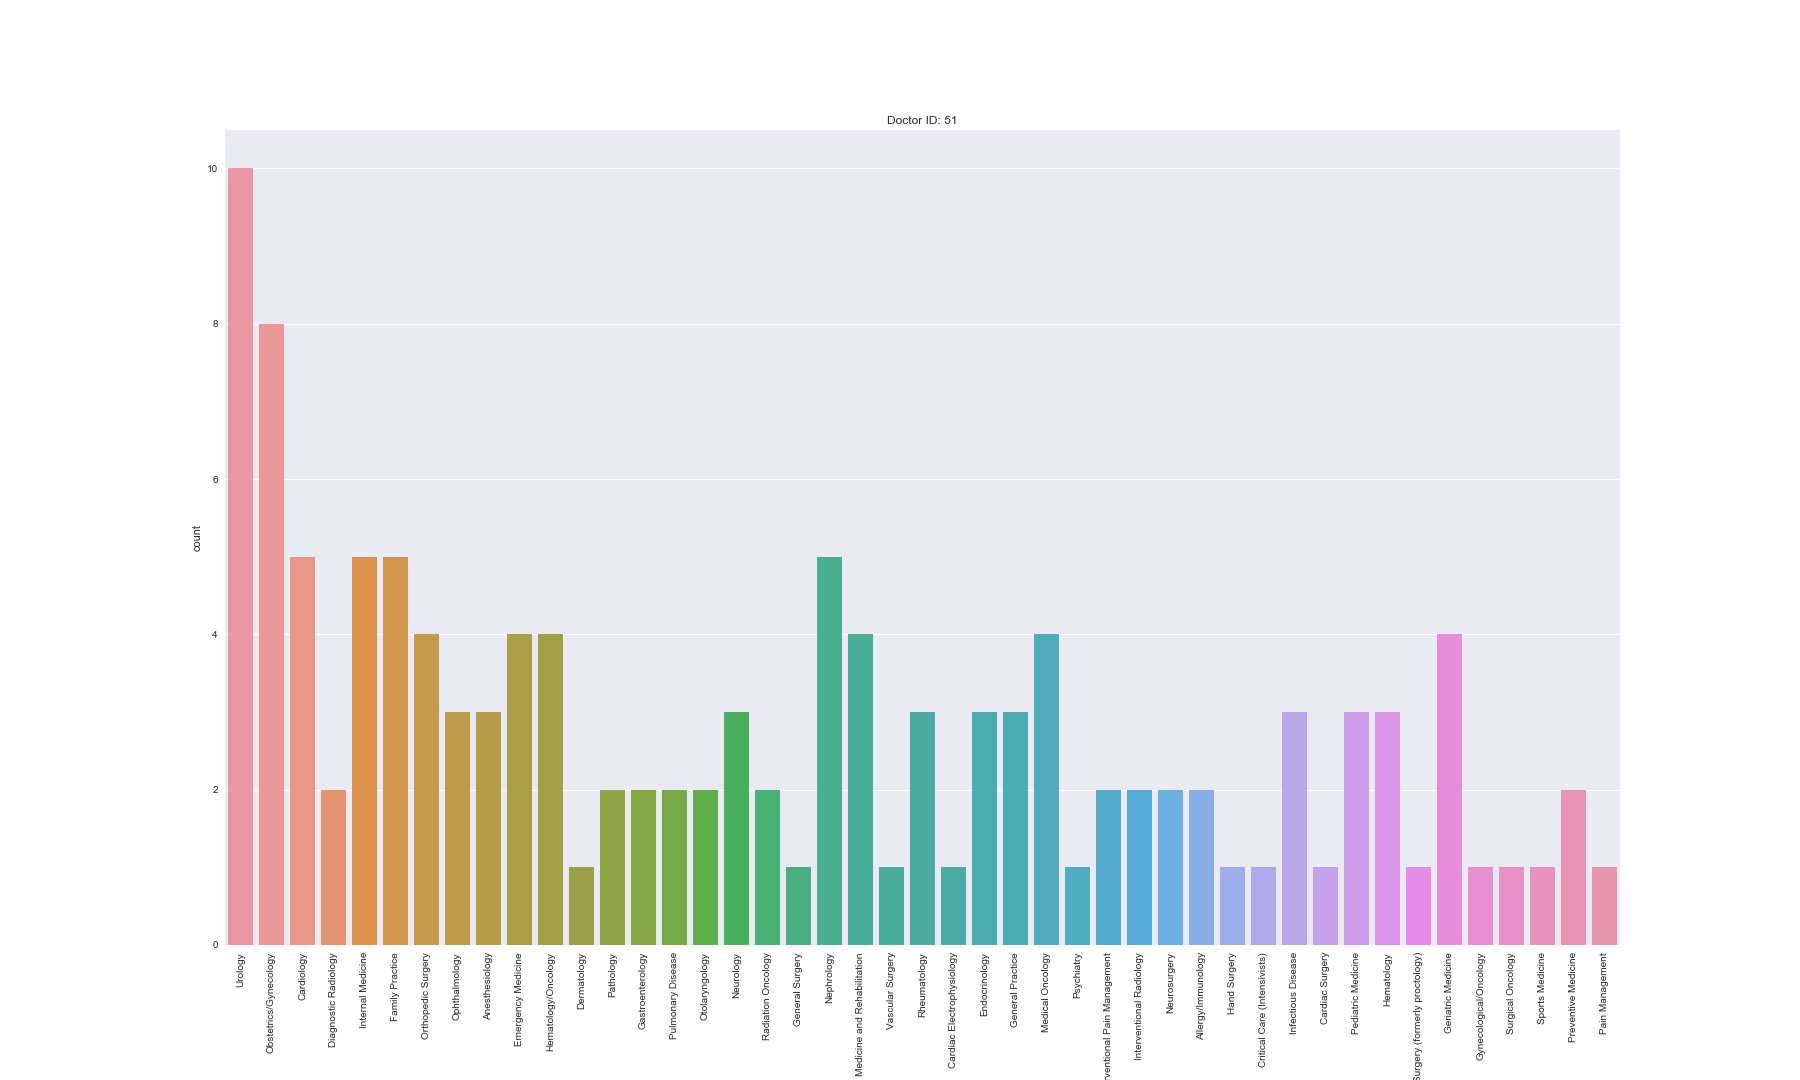 Doctor ID: 51
10
8
6
4
2
0
count
Urology
Obstetrics/Gynecology
Cardiology
Diagnostic Radiology
Internal Medicine
Family Practice
Orthopedic Surgery
Ophthalmology
Anesthesiology
Emergency Medicine
Hematology/Oncology
Dermatology
Pathology
Gastroenterology
Pulmonary Disease
Otolaryngology
Neurology
Radiation Oncology
General Surgery
Nephrology
Medicine and Rehabilitation
Vascular Surgery
Rheumatology
Cardiac Electrophysiology
Endocrinology
General Practice
Medical Oncology
Psychiatry
Pain Management
Interventional Radiology
Neurosurgery
Allergy/Immunology
Hand Surgery
Critical Care (Intensivists)
Infectious Disease
Cardiac Surgery
Pediatric Medicine
Hematology
Surgery (formerly proctology)
Geriatric Medicine
Gynecological/Oncology
Surgical Oncology
Sports Medicine
Preventive Medicine
Pain Management